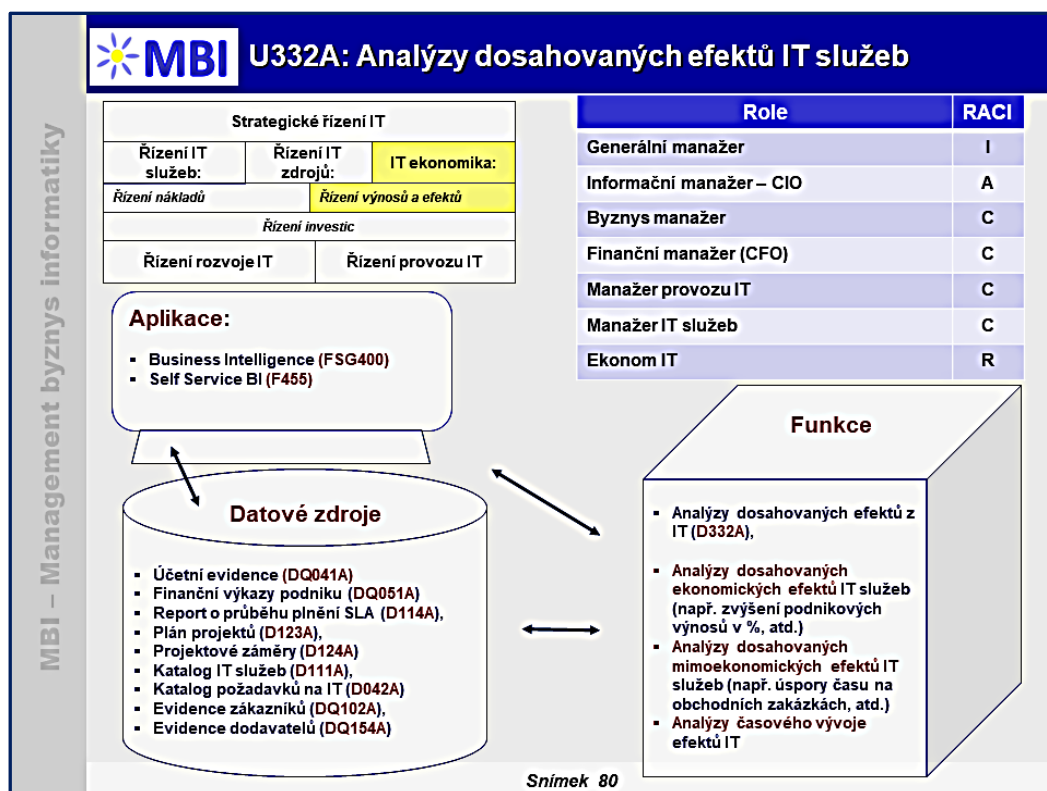 MBI – Management byznys informatiky
MBI
U332A: Analýzy dosahovaných efektů IT služeb
Strategické řízení IT
Řízení IT
služeb:
Řízení IT
zdrojů:
IT ekonomika:
Řízení nákladů
Řízení výnosů a efektů
Řízení investic
Řízení rozvoje IT
Řízení provozu IT
Role RACI
Generální manažer I
Informační manažer – CIO A
Byznys manažer C
Finanční manažer (CFO) C
Manažer provozu IT C
Manažer IT služeb C
Ekonom IT R
Aplikace:
▪ Business Intelligence (FSG400)
▪ Self Service BI (F455)
Datové zdroje
▪ Účetní evidence (DQ041A)
▪ Finanční výkazy podniku (DQ051A)
▪ Report o průběhu plnění SLA (D114A),
▪ Plán projektů (D123A),
▪ Projektové záměry (D124A)
▪ Katalog IT služeb (D111A),
▪ Katalog požadavků na IT (D042A)
▪ Evidence zákazníků (DQ102A),
▪ Evidence dodavatelů (DQ154A)
Funkce
▪ Analýzy dosahovaných efektů z
IT (D332A),
▪ Analýzy dosahovaných
ekonomických efektů IT služeb
(např. zvýšení podnikových
výnosů v %, atd.)
▪ Analýzy dosahovaných
mimoekonomických efektů IT
služeb (např. úspory času na
obchodních zakázkách, atd.)
▪ Analýzy časového vývoje
efektů IT
Snímek 80